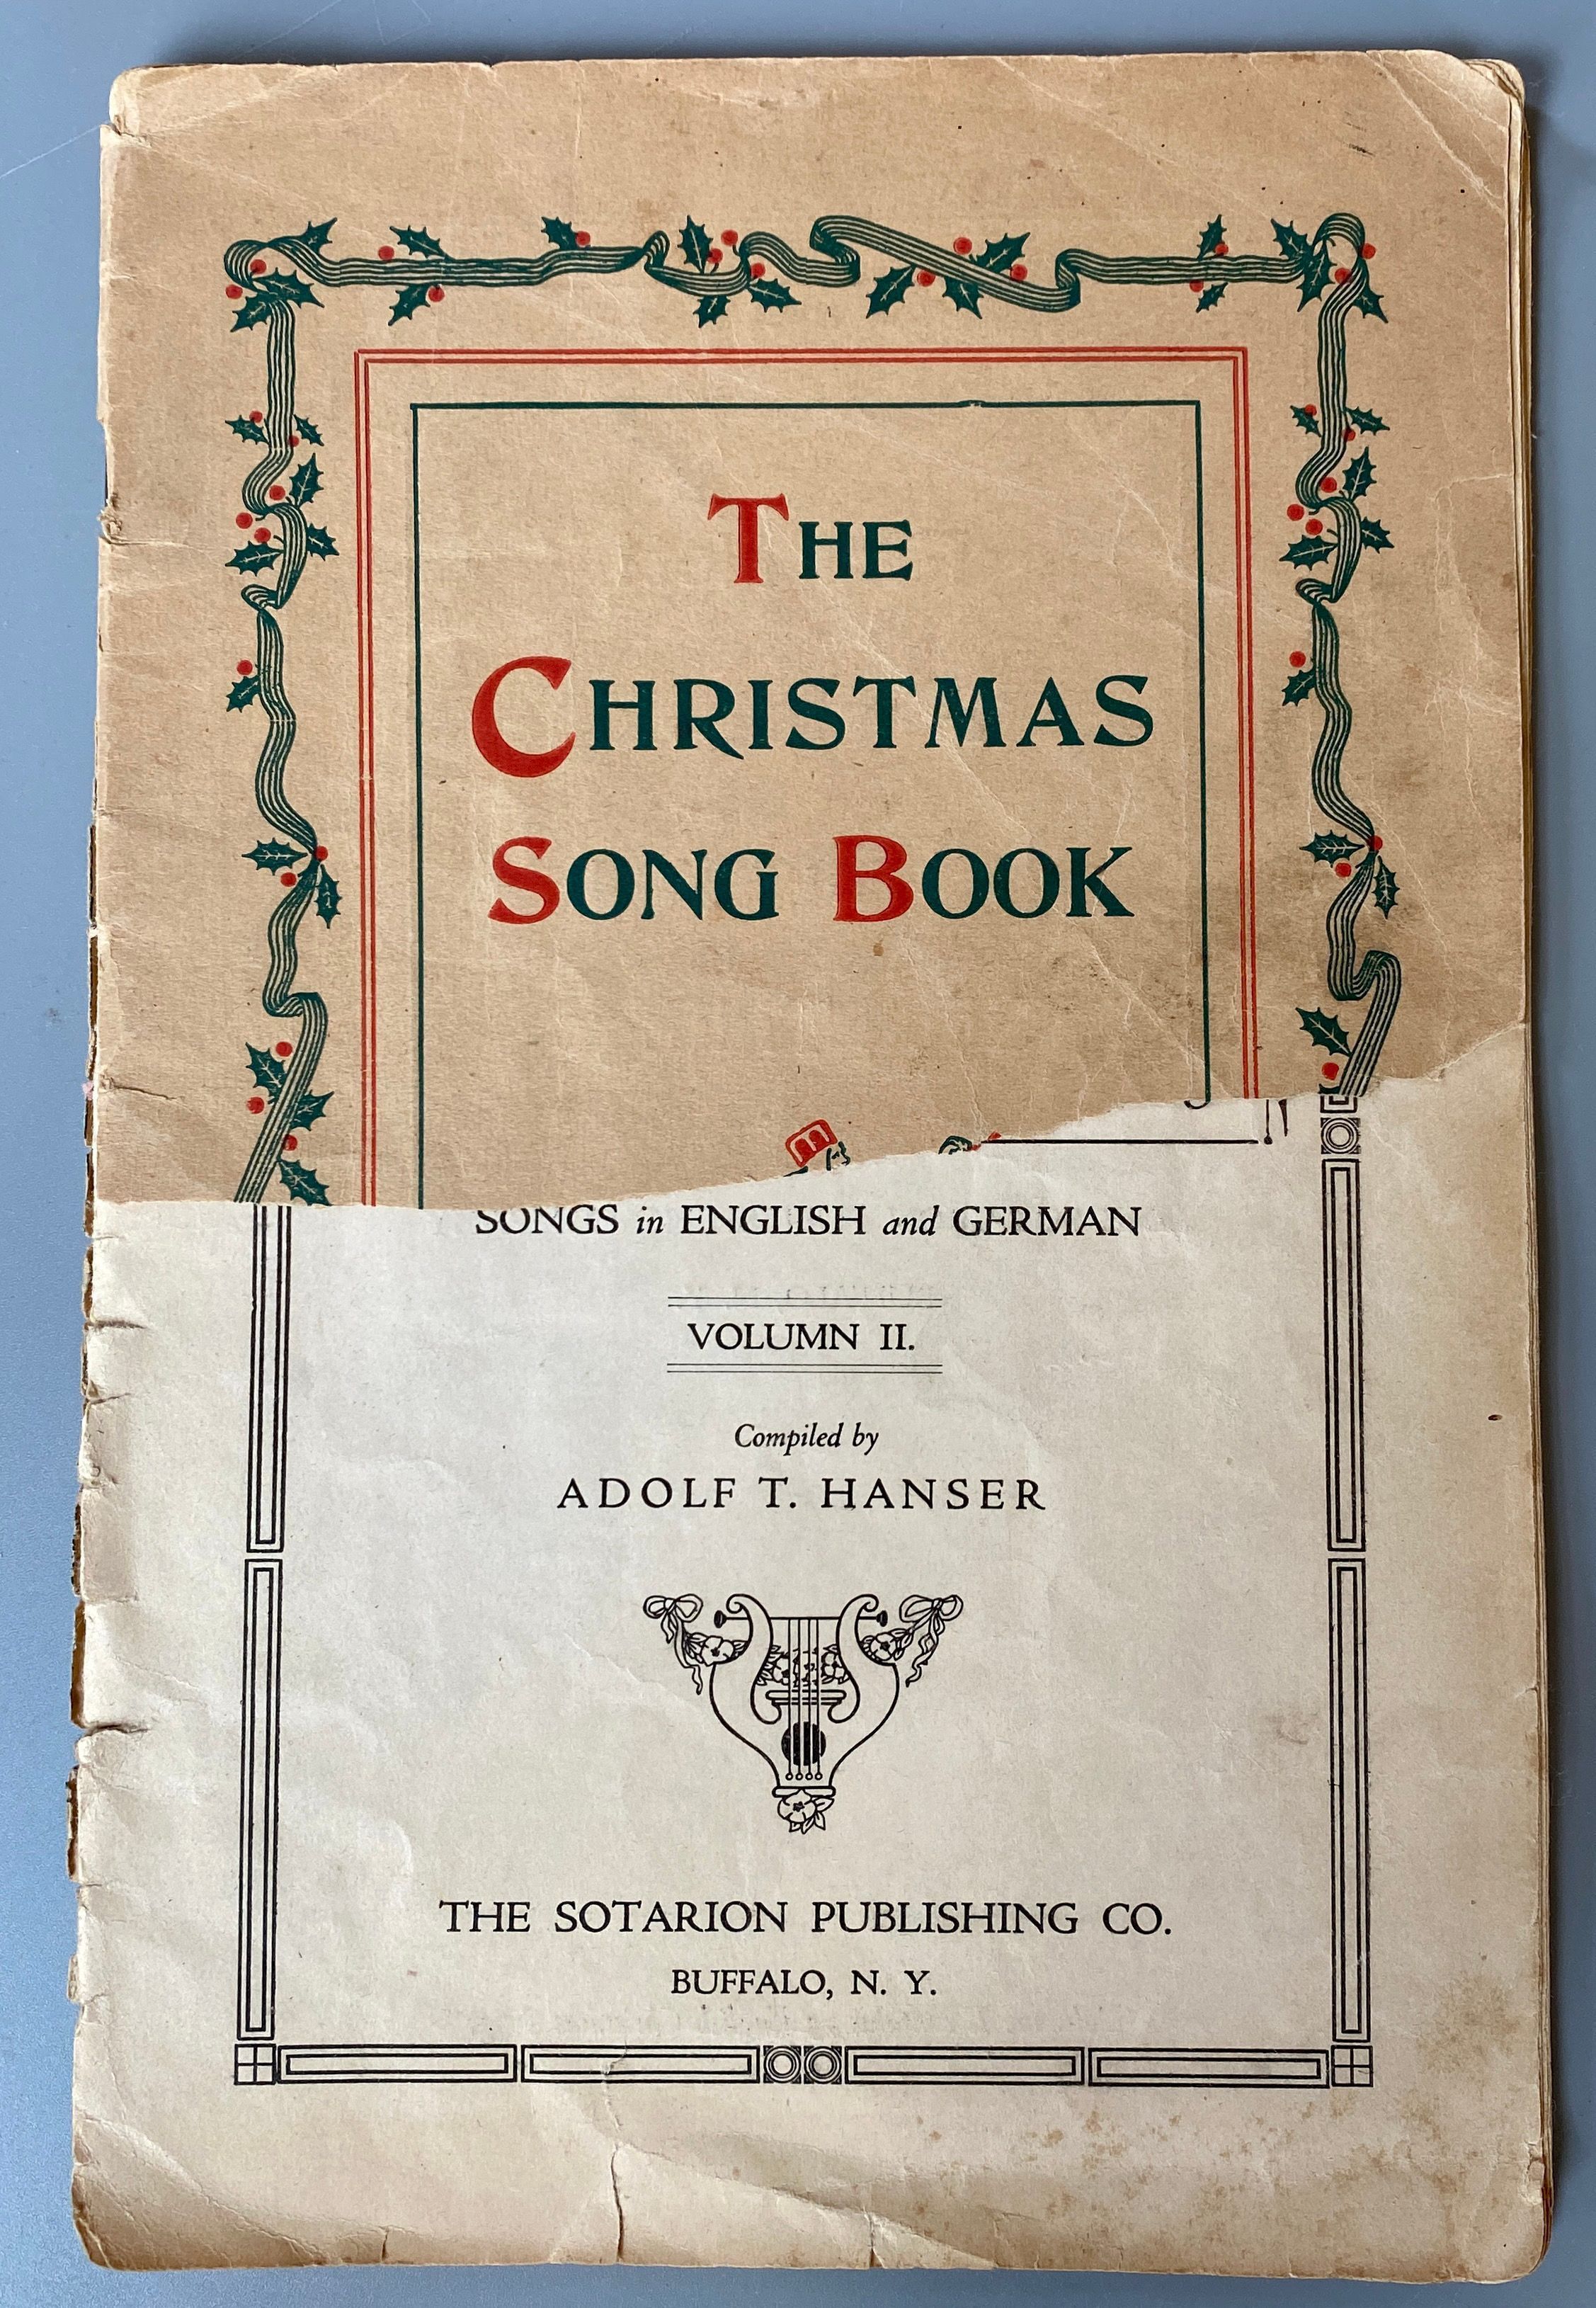 THE
CHRISTMAS
SONG BOOK
SONGS in ENGLISH and GERMAN
VOLUMN II.
Compiled by
ADOLF T. HANSER
THE SOTARION PUBLISHING CO.
BUFFALO, N. Y.